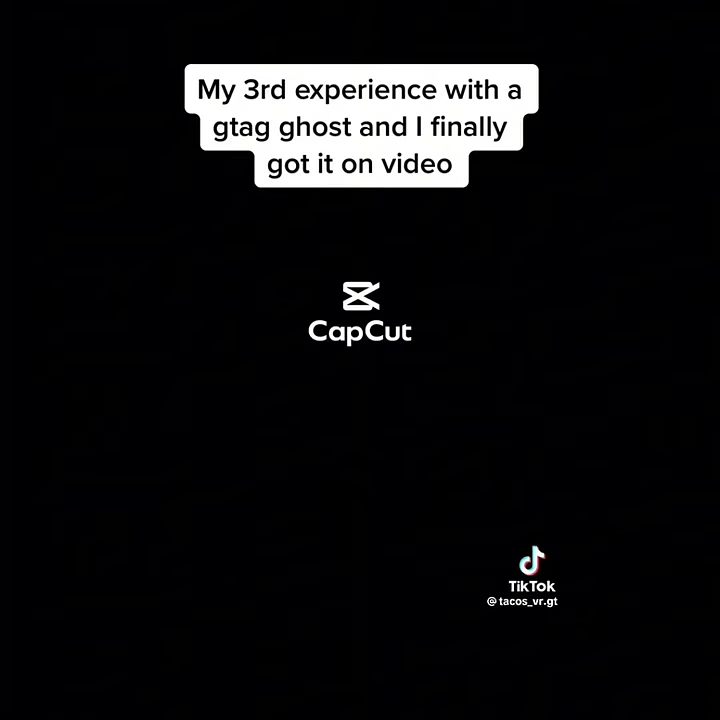 My 3rd experience with a
gtag ghost and I finally
got it on video
CapCut
TikTok
@tacos_vr.gt